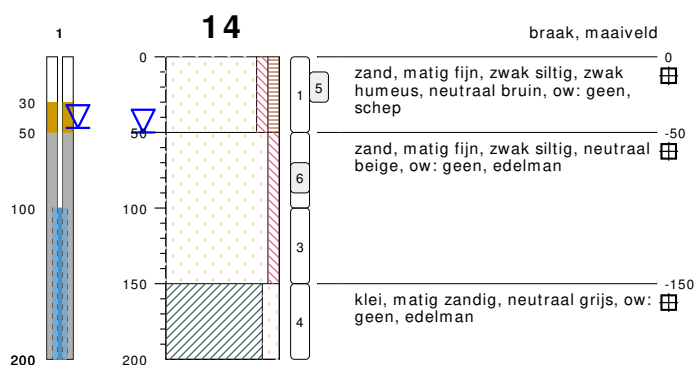 1
14
braak, maaiveld
0
0
zand, matig fijn, zwak siltig, zwak
humeus, neutraal bruin, ow: geen,
schep
1
5
30
50
50
-50
zand, matig fijn, zwak siltig, neutraal
beige, ow: geen, edelman
6
100
100
3
150
-150
klei, matig zandig, neutraal grijs, ow:
geen, edelman
4
200
200